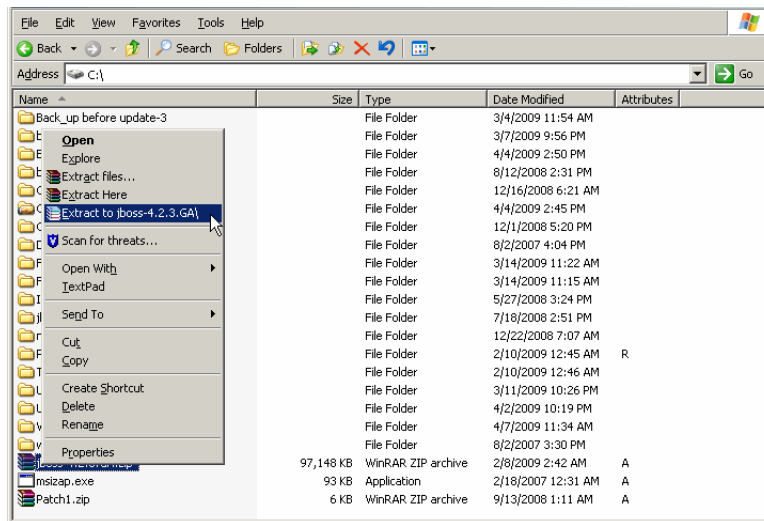 File Edit View Favorites Tools Help
Back Search Folders
Address C:\ Go
Name Size Type Date Modified Attributes
Back_up before update-3 File Folder 3/4/2009 11:54 AM
File Folder 3/7/2009 9:56 PM
Open
File Folder 4/4/2009 2:50 PM
Explore
File Folder 8/12/2008 2:31 PM
Extract files...
File Folder 12/16/2008 6:21 AM
Extract Here
File Folder 4/4/2009 2:45 PM
Extract to jboss-4.2.3.GA\
File Folder 12/1/2008 5:20 PM
File Folder 8/2/2007 4:04 PM
Scan for threats...
File Folder 3/14/2009 11:22 AM
Open With
File Folder 3/14/2009 11:15 AM
TextPad
File Folder 5/27/2008 3:24 PM
Send To
File Folder 7/18/2008 2:51 PM
File Folder 12/22/2008 7:07 AM
Cut
File Folder 2/10/2009 12:45 AM R
Copy
File Folder 2/10/2009 12:46 AM
Create Shortcut
File Folder 3/11/2009 10:26 PM
Delete
File Folder 4/2/2009 10:19 PM
Rename
File Folder 4/7/2009 11:34 AM
File Folder 8/2/2007 3:30 PM
Properties
97,148 KB WinRAR ZIP archive 2/8/2009 2:42 AM A
msizap.exe 93 KB Application 2/18/2007 12:31 AM A
Patch1.zip 6 KB WinRAR ZIP archive 9/13/2008 1:11 AM A